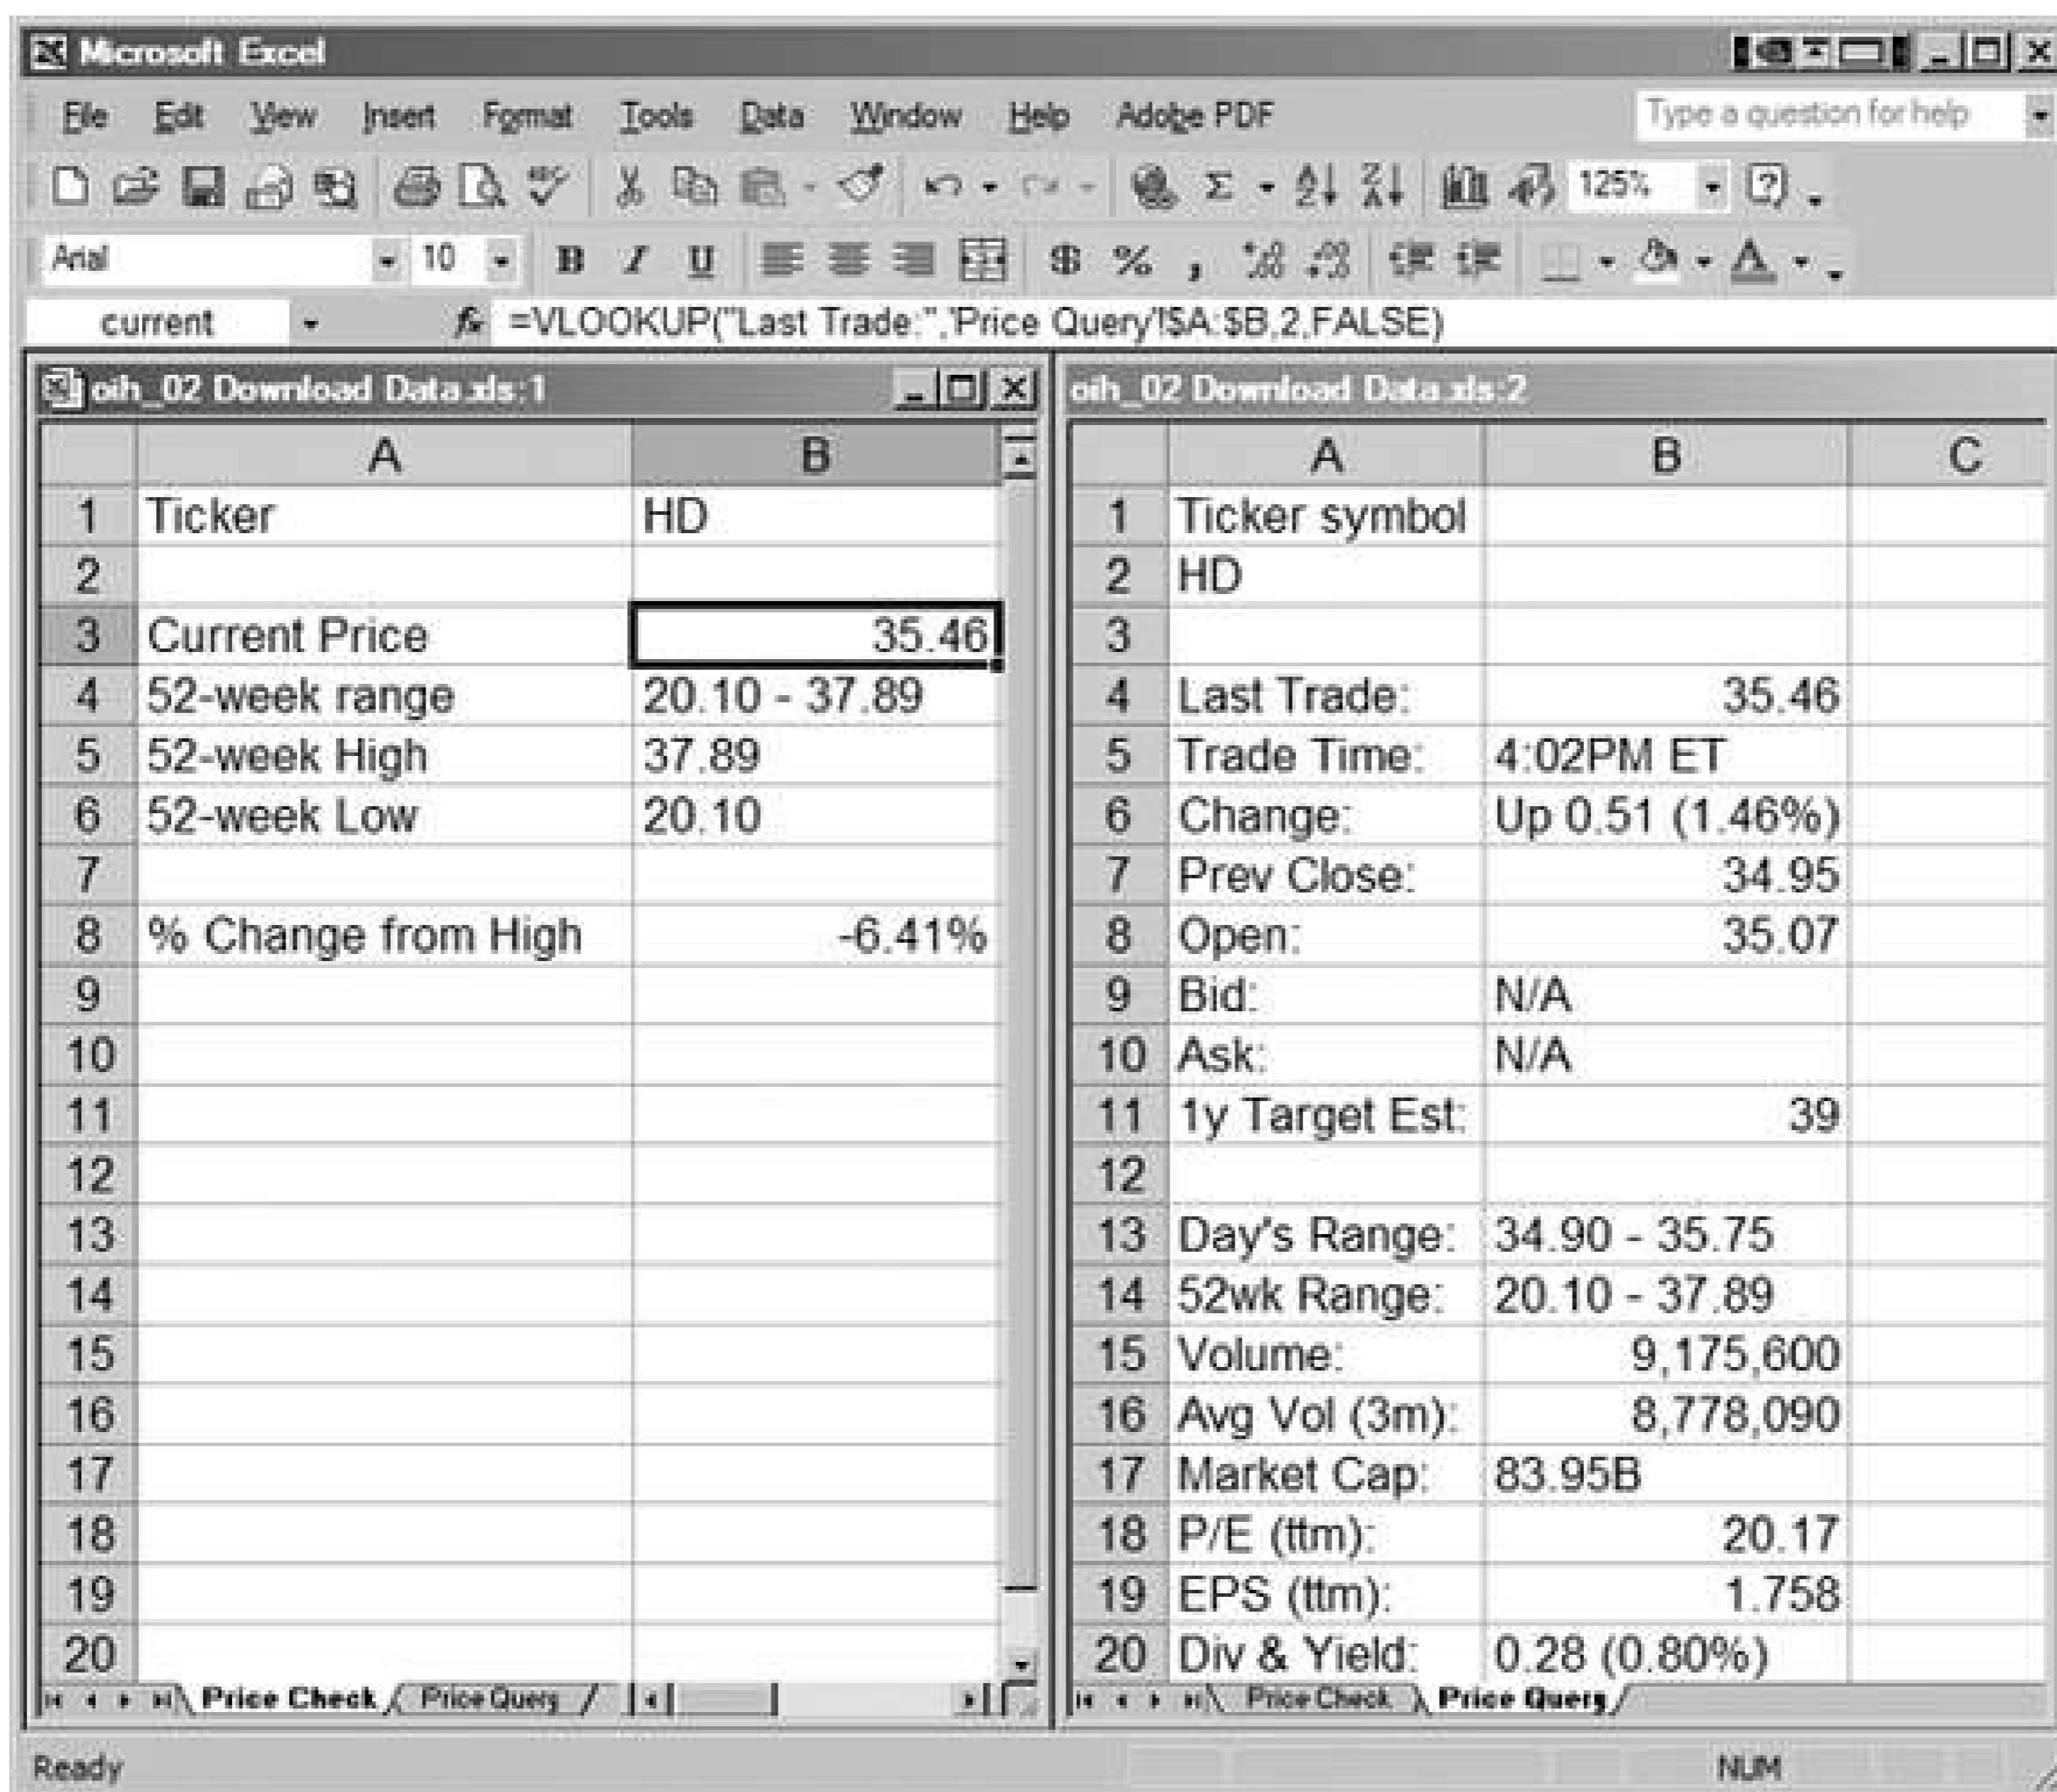 Microsoft Excel
File Edit View Insert Format Tools Data Window Help Adobe PDF Type a question for help
125%
Arial 10 B I U $ % ,
current fx =VLOOKUP("Last Trade:",'Price Query'!$A:$B,2,FALSE)
oih_02 Download Data.xls:1
A B
1 Ticker HD
2
3 Current Price 35.46
4 52-week range 20.10 - 37.89
5 52-week High 37.89
6 52-week Low 20.10
7
8 % Change from High -6.41%
9
10
11
12
13
14
15
16
17
18
19
20
Price Check Price Query
oih_02 Download Data.xls:2
A B C
1 Ticker symbol
2 HD
3
4 Last Trade: 35.46
5 Trade Time: 4:02PM ET
6 Change: Up 0.51 (1.46%)
7 Prev Close: 34.95
8 Open: 35.07
9 Bid: N/A
10 Ask: N/A
11 1y Target Est: 39
12
13 Day's Range: 34.90 - 35.75
14 52wk Range: 20.10 - 37.89
15 Volume: 9,175,600
16 Avg Vol (3m): 8,778,090
17 Market Cap: 83.95B
18 P/E (ttm): 20.17
19 EPS (ttm): 1.758
20 Div & Yield: 0.28 (0.80%)
Price Check Price Query
Ready NUM